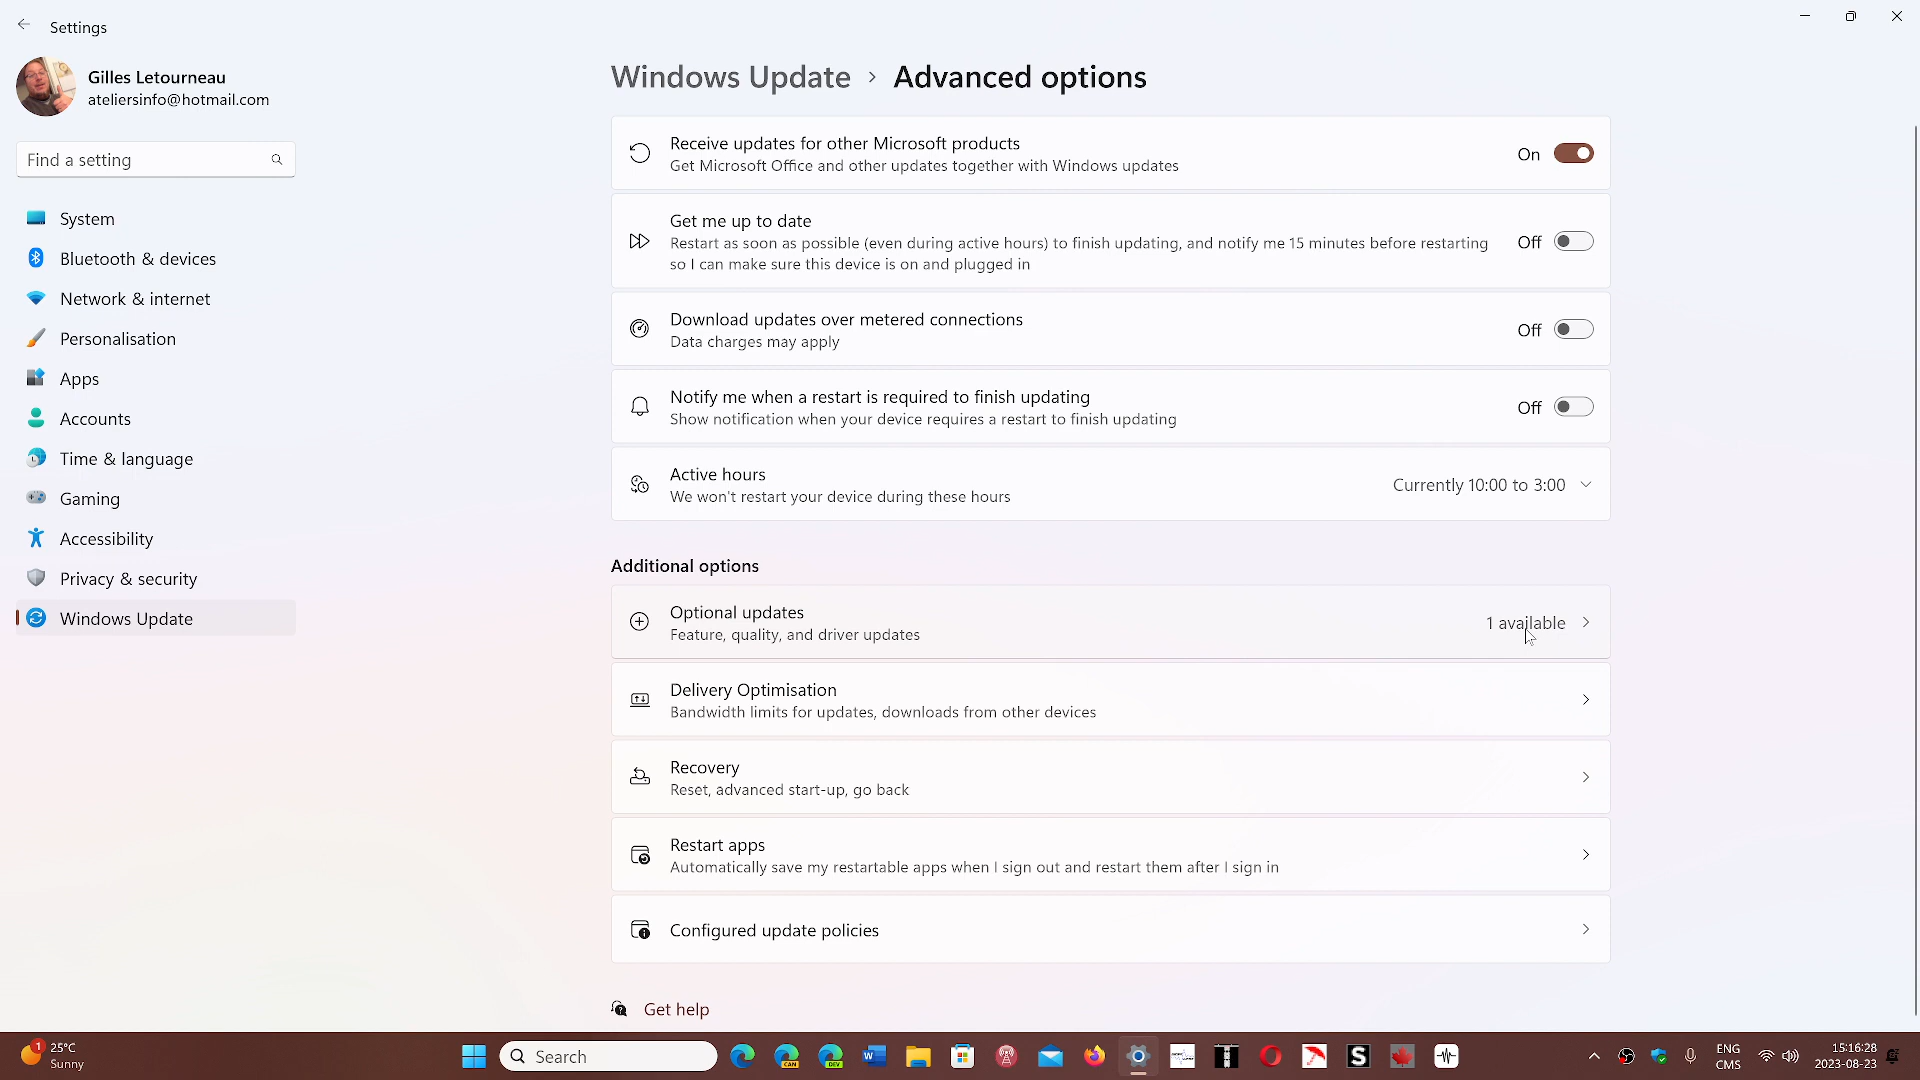 Settings
Gilles Letourneau
ateliersinfo@hotmail.com
Find a setting
System
Bluetooth & devices
Network & internet
Personalisation
Apps
Accounts
Time & language
Gaming
Accessibility
Privacy & security
Windows Update
Windows Update > Advanced options
Receive updates for other Microsoft products
Get Microsoft Office and other updates together with Windows updates
On
Get me up to date
Restart as soon as possible (even during active hours) to finish updating, and notify me 15 minutes before restarting
so I can make sure this device is on and plugged in
Off
Download updates over metered connections
Data charges may apply
Off
Notify me when a restart is required to finish updating
Show notification when your device requires a restart to finish updating
Off
Active hours
We won't restart your device during these hours
Currently 10:00 to 3:00
Additional options
Optional updates
Feature, quality, and driver updates
1 available
Delivery Optimisation
Bandwidth limits for updates, downloads from other devices
Recovery
Reset, advanced start-up, go back
Restart apps
Automatically save my restartable apps when I sign out and restart them after I sign in
Configured update policies
Get help
1
25°C
Sunny
Search
CAN
DEV
W
S
ENG
CMS
15:16:28
2023-08-23